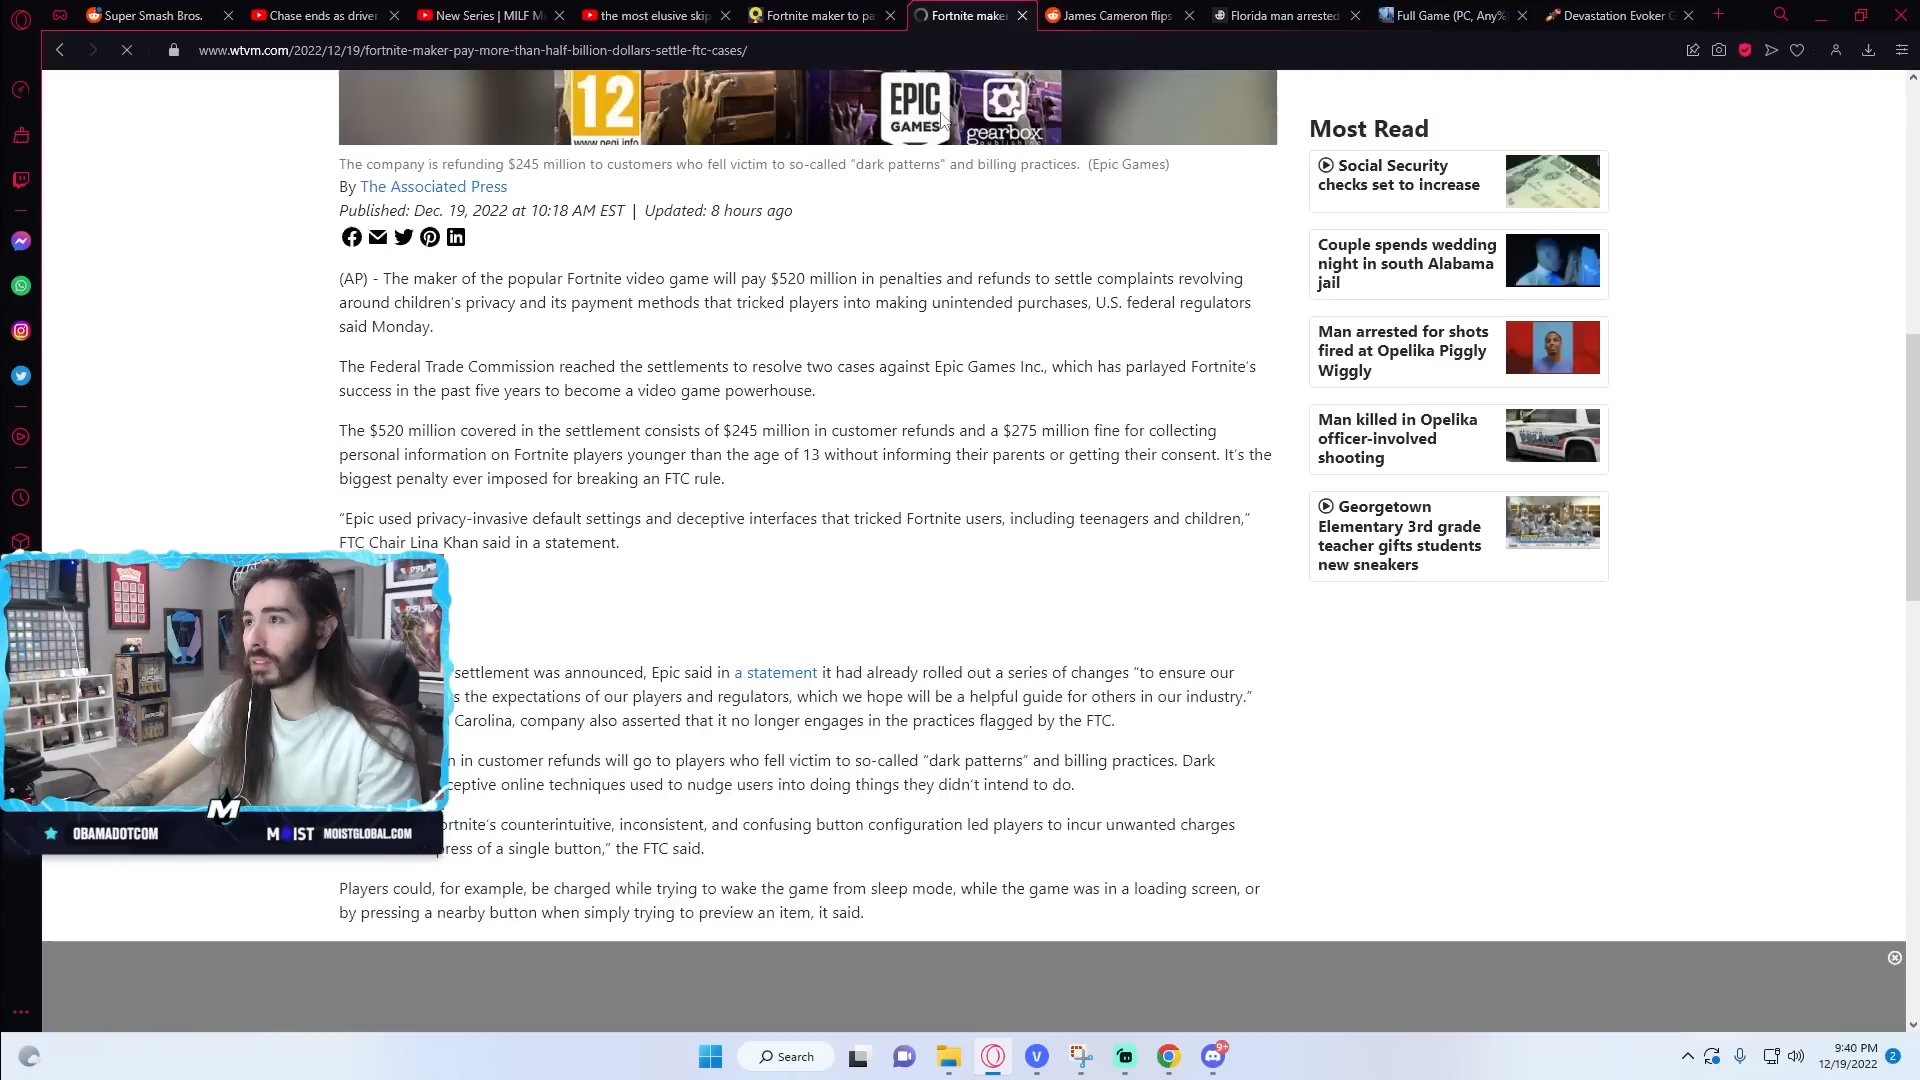 Super Smash Bros.
Chase ends as driver
New Series | MILF M
the most elusive skip
Fortnite maker to pa
Fortnite make
James Cameron flips
Florida man arrested
Full Game (PC, Any%
Devastation Evoker G
www.wtvm.com/2022/12/19/fortnite-maker-pay-more-than-half-billion-dollars-settle-ftc-cases/
12
www.pegi.info
EPIC
GAMES
gearbox
The company is refunding $245 million to customers who fell victim to so-called “dark patterns" and billing practices. (Epic Games)
By The Associated Press
Published: Dec. 19, 2022 at 10:18 AM EST | Updated: 8 hours ago
(AP) - The maker of the popular Fortnite video game will pay $520 million in penalties and refunds to settle complaints revolving
around children’s privacy and its payment methods that tricked players into making unintended purchases, U.S. federal regulators
said Monday.
The Federal Trade Commission reached the settlements to resolve two cases against Epic Games Inc., which has parlayed Fortnite’s
success in the past five years to become a video game powerhouse.
The $520 million covered in the settlement consists of $245 million in customer refunds and a $275 million fine for collecting
personal information on Fortnite players younger than the age of 13 without informing their parents or getting their consent. It’s the
biggest penalty ever imposed for breaking an FTC rule.
“Epic used privacy-invasive default settings and deceptive interfaces that tricked Fortnite users, including teenagers and children,”
FTC Chair Lina Khan said in a statement.
settlement was announced, Epic said in a statement it had already rolled out a series of changes “to ensure our
s the expectations of our players and regulators, which we hope will be a helpful guide for others in our industry.”
Carolina, company also asserted that it no longer engages in the practices flagged by the FTC.
n in customer refunds will go to players who fell victim to so-called “dark patterns” and billing practices. Dark
ceptive online techniques used to nudge users into doing things they didn’t intend to do.
ortnite’s counterintuitive, inconsistent, and confusing button configuration led players to incur unwanted charges
press of a single button,” the FTC said.
Players could, for example, be charged while trying to wake the game from sleep mode, while the game was in a loading screen, or
by pressing a nearby button when simply trying to preview an item, it said.
Most Read
Social Security
checks set to increase
Couple spends wedding
night in south Alabama
jail
Man arrested for shots
fired at Opelika Piggly
Wiggly
Man killed in Opelika
officer-involved
shooting
Georgetown
Elementary 3rd grade
teacher gifts students
new sneakers
M
OBAMADOTCOM
MOIST
MOISTGLOBAL.COM
Search
9+
9:40 PM
12/19/2022
2